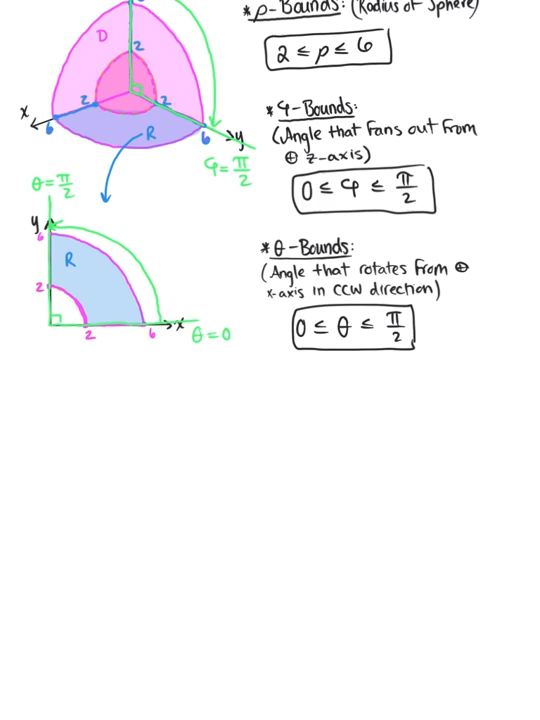 * ρ-Bounds: (Radius of Sphere)
2 ≤ ρ ≤ 6
D
2
2
2
x
6
R
6
y
φ = π/2
* φ-Bounds:
(Angle that Fans out From
⊕ z-axis)
0 ≤ φ ≤ π/2
θ = π/2
y
6
R
2
2
6
x
θ = 0
* θ-Bounds:
(Angle that rotates From ⊕
x-axis in CCW direction)
0 ≤ θ ≤ π/2